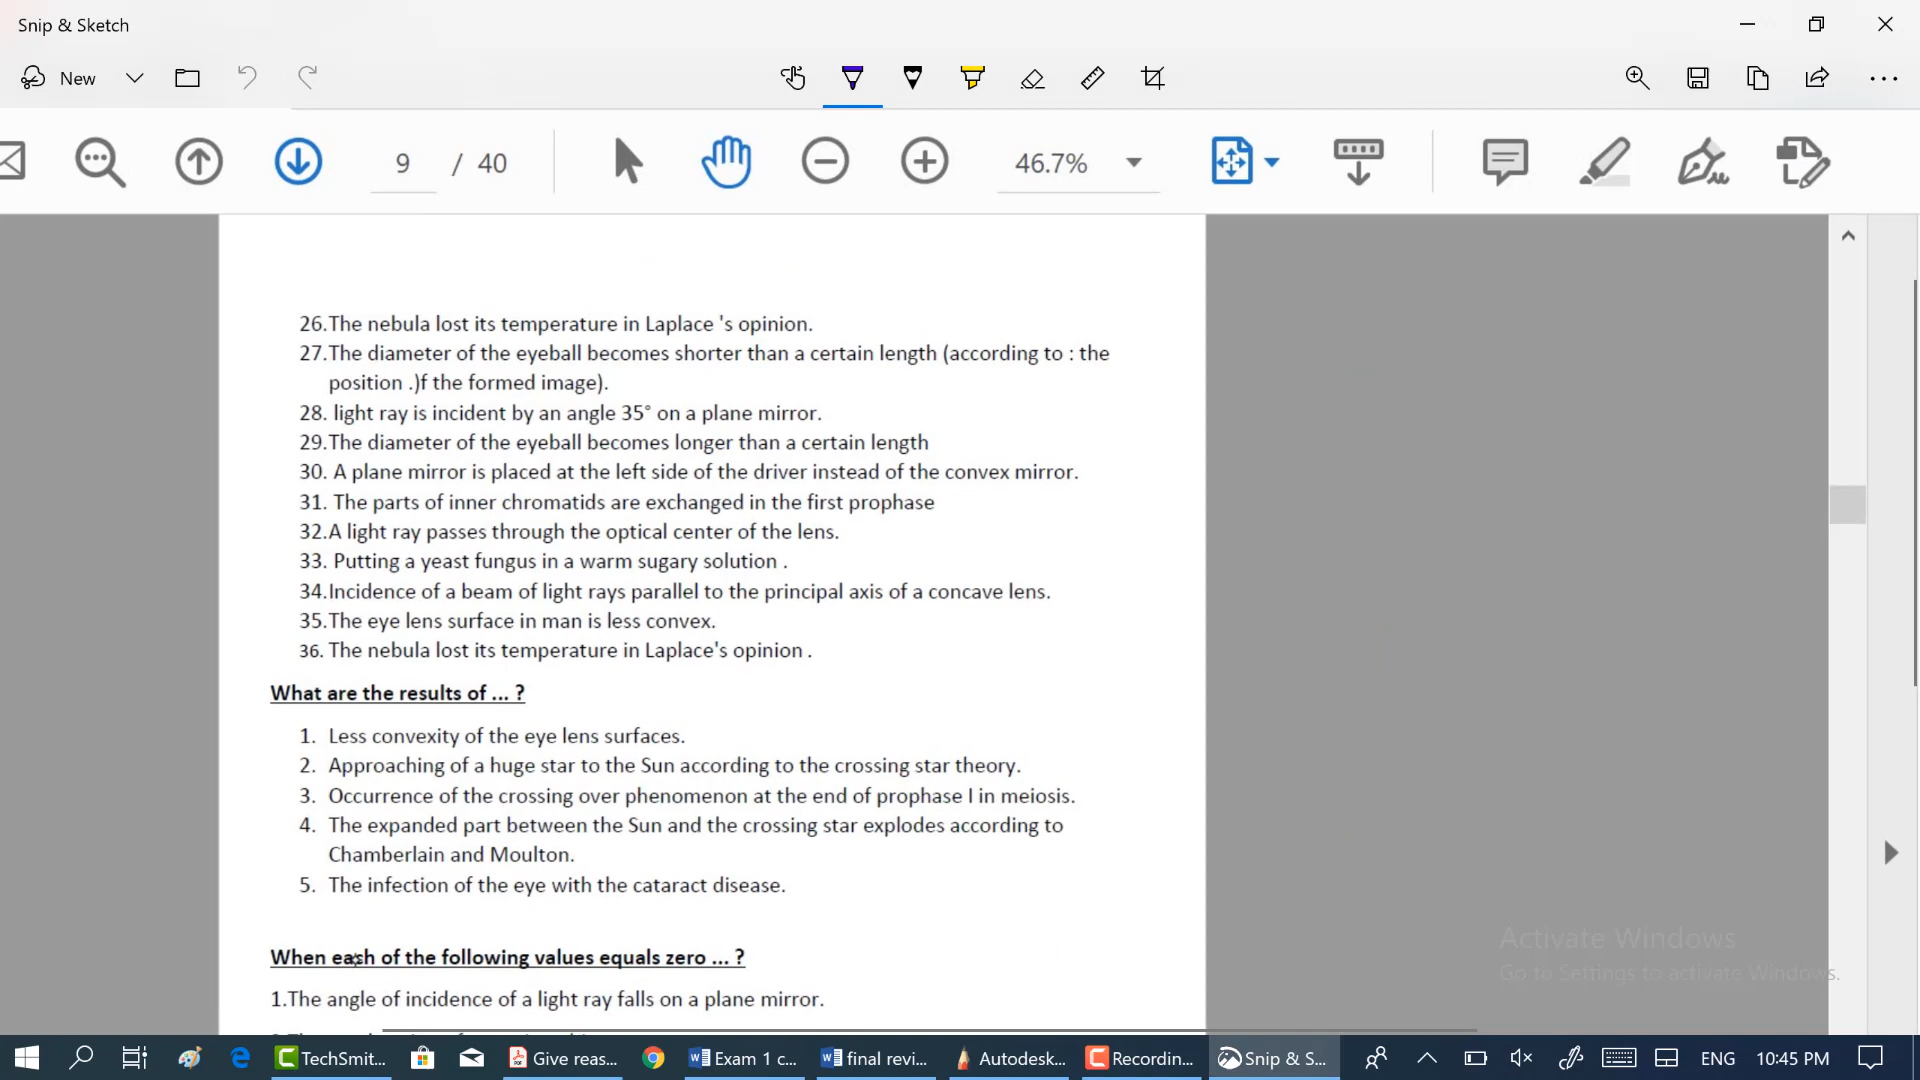 Snip & Sketch
New
9 / 40
46.7%
26.The nebula lost its temperature in Laplace 's opinion.
27.The diameter of the eyeball becomes shorter than a certain length (according to : the
position .)f the formed image).
28. light ray is incident by an angle 35° on a plane mirror.
29.The diameter of the eyeball becomes longer than a certain length
30. A plane mirror is placed at the left side of the driver instead of the convex mirror.
31. The parts of inner chromatids are exchanged in the first prophase
32.A light ray passes through the optical center of the lens.
33. Putting a yeast fungus in a warm sugary solution .
34.Incidence of a beam of light rays parallel to the principal axis of a concave lens.
35.The eye lens surface in man is less convex.
36. The nebula lost its temperature in Laplace's opinion .
What are the results of ... ?
1. Less convexity of the eye lens surfaces.
2. Approaching of a huge star to the Sun according to the crossing star theory.
3. Occurrence of the crossing over phenomenon at the end of prophase I in meiosis.
4. The expanded part between the Sun and the crossing star explodes according to
Chamberlain and Moulton.
5. The infection of the eye with the cataract disease.
When each of the following values equals zero ... ?
1.The angle of incidence of a light ray falls on a plane mirror.
Activate Windows
Go to Settings to activate Windows.
TechSmit... Give reas... Exam 1 c... final revi... Autodesk... Recordin... Snip & S... ENG 10:45 PM